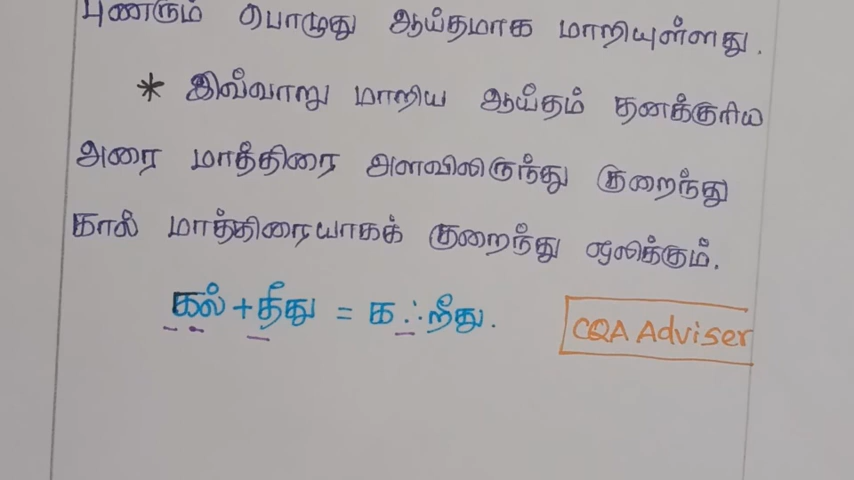 புணரும் பொழுது ஆய்தமாக மாறியுள்ளது.
* இவ்வாறு மாறிய ஆய்தம் தனக்குரிய
அரை மாத்திரை அளவிலிருந்து குறைந்து
கால் மாத்திரையாகக் குறைந்து ஒலிக்கும்.
கல் + தீது = கஃறீது.
CQA Adviser